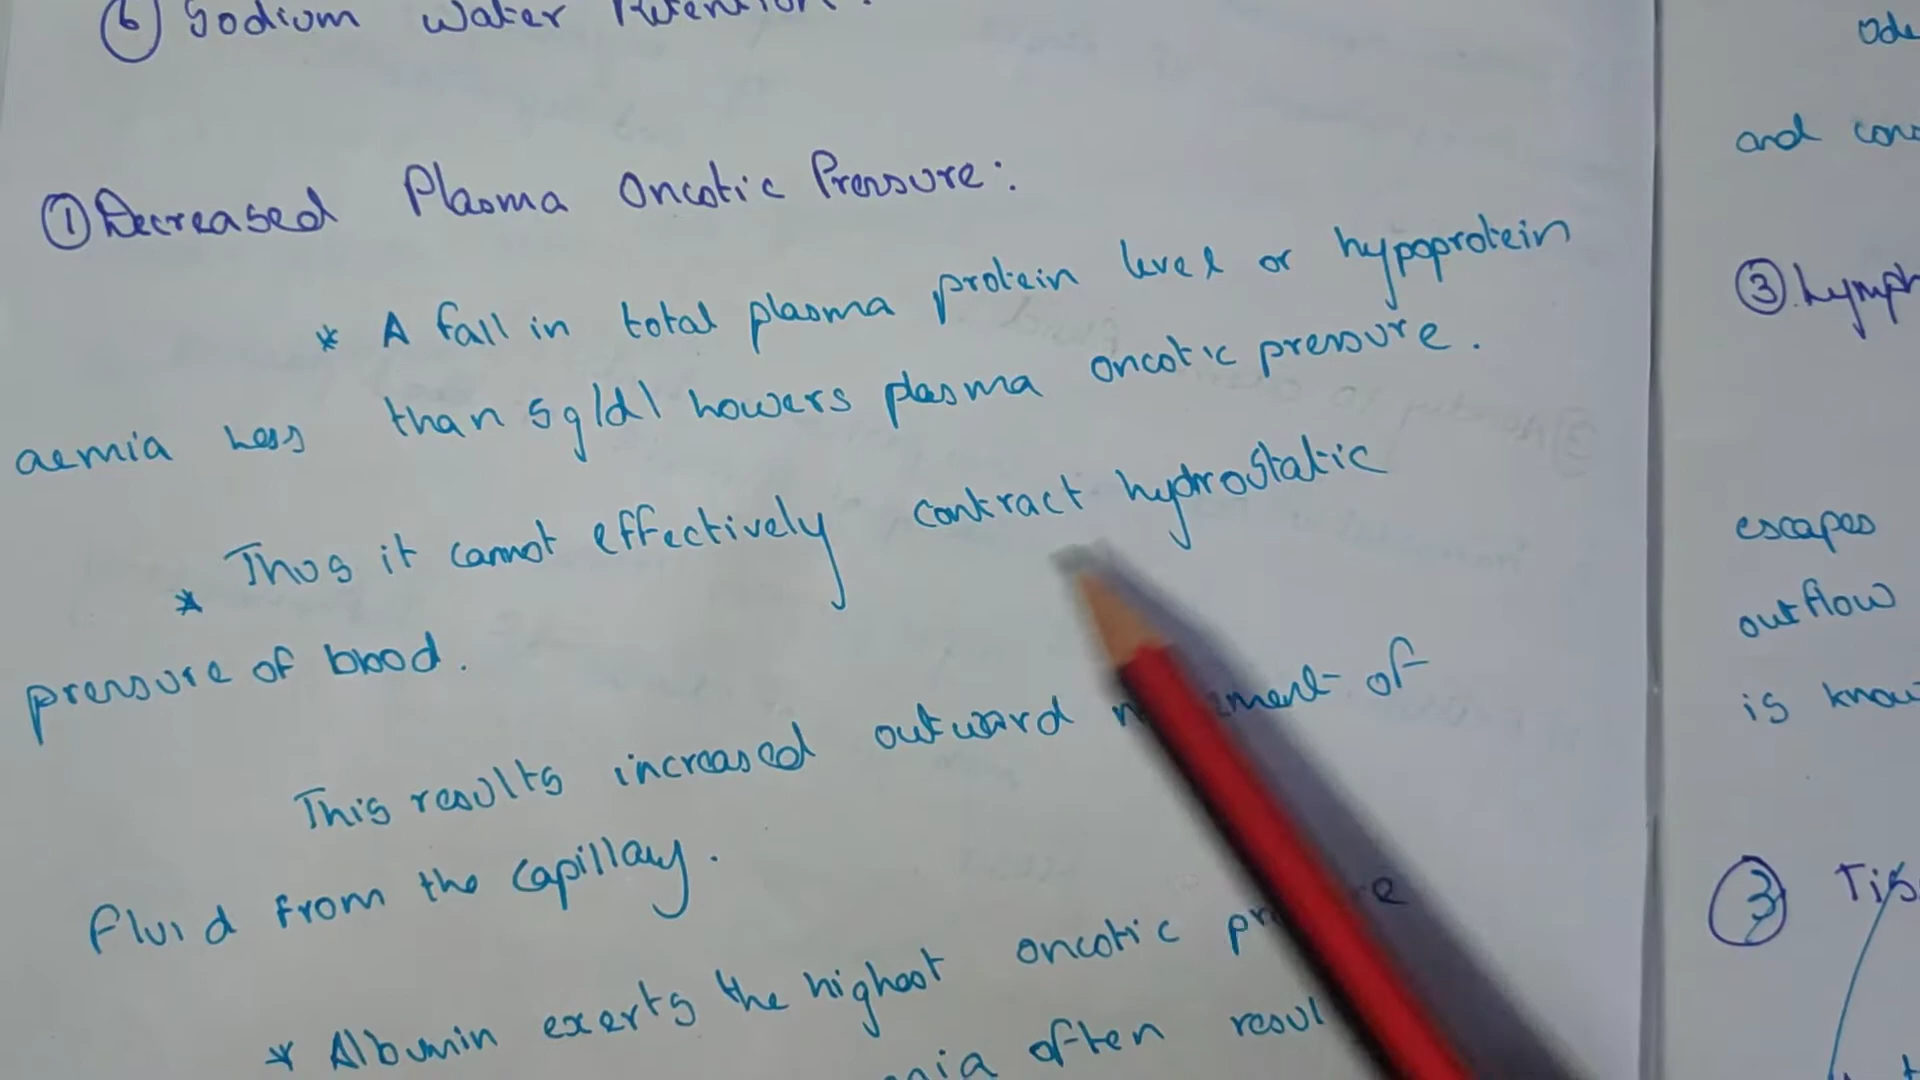 ⑥ Sodium Water Retention:
① Decreased Plasma Oncotic Pressure:
* A fall in total plasma protein level or hypoprotein
aemia Less than 5g/dl Lowers plasma oncotic pressure.
* Thus it cannot effectively contract hydrostatic
pressure of blood.
This results increased outward of
fluid from the capillary.
* Albumin exerts the highest oncotic
often
and
③.Lymph
escapes
outflow
is
③